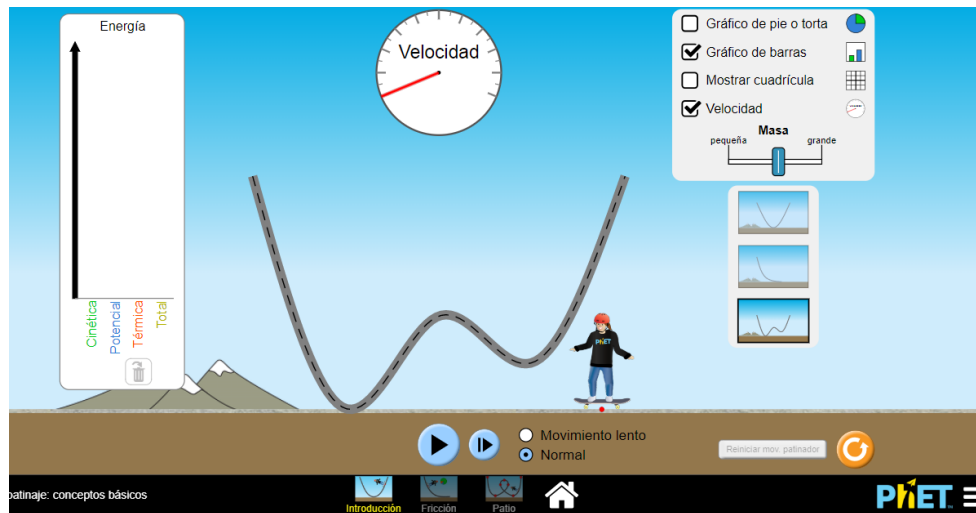 Energía
Cinética
Potencial
Térmica
Total
Velocidad
Gráfico de pie o torta
Gráfico de barras
Mostrar cuadrícula
Velocidad
Masa
pequeña
grande
PhET
Movimiento lento
Normal
Reiniciar mov. patinador
patinaje: conceptos básicos
Introducción
Fricción
Patio
PhET